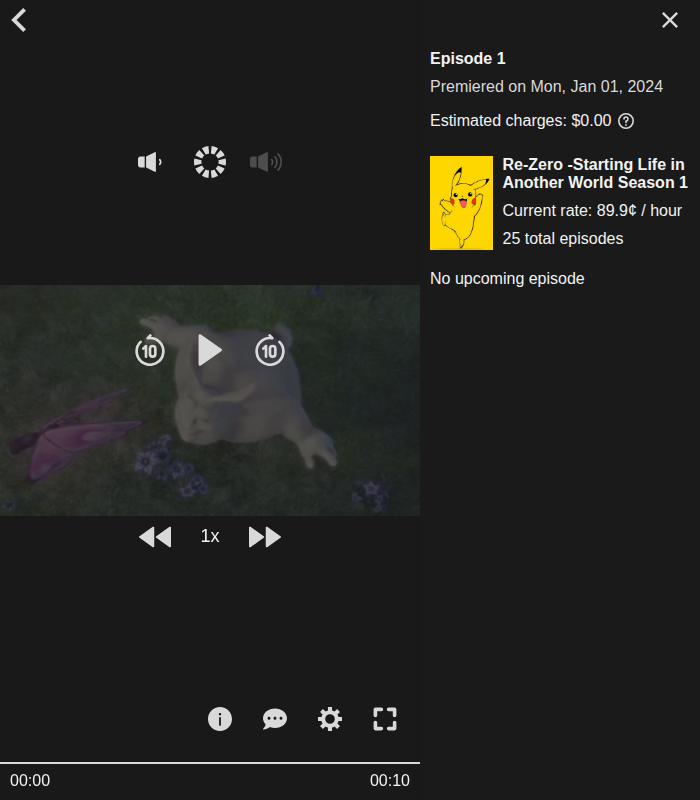 Episode 1
Premiered on Mon, Jan 01, 2024
Estimated charges: $0.00
Re-Zero -Starting Life in
Another World Season 1
Current rate: 89.9¢ / hour
25 total episodes
No upcoming episode
10
10
1x
00:00
00:10